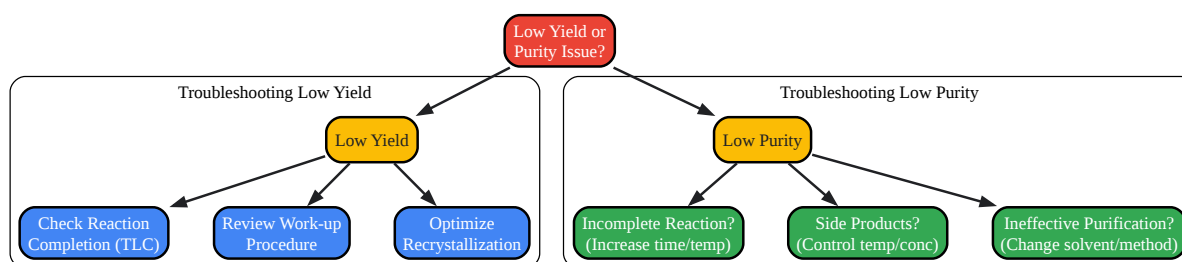 Low Yield or
Purity Issue?
Troubleshooting Low Yield
Troubleshooting Low Purity
Low Yield
Low Purity
Check Reaction
Completion (TLC)
Review Work-up
Procedure
Optimize
Recrystallization
Incomplete Reaction?
(Increase time/temp)
Side Products?
(Control temp/conc)
Ineffective Purification?
(Change solvent/method)